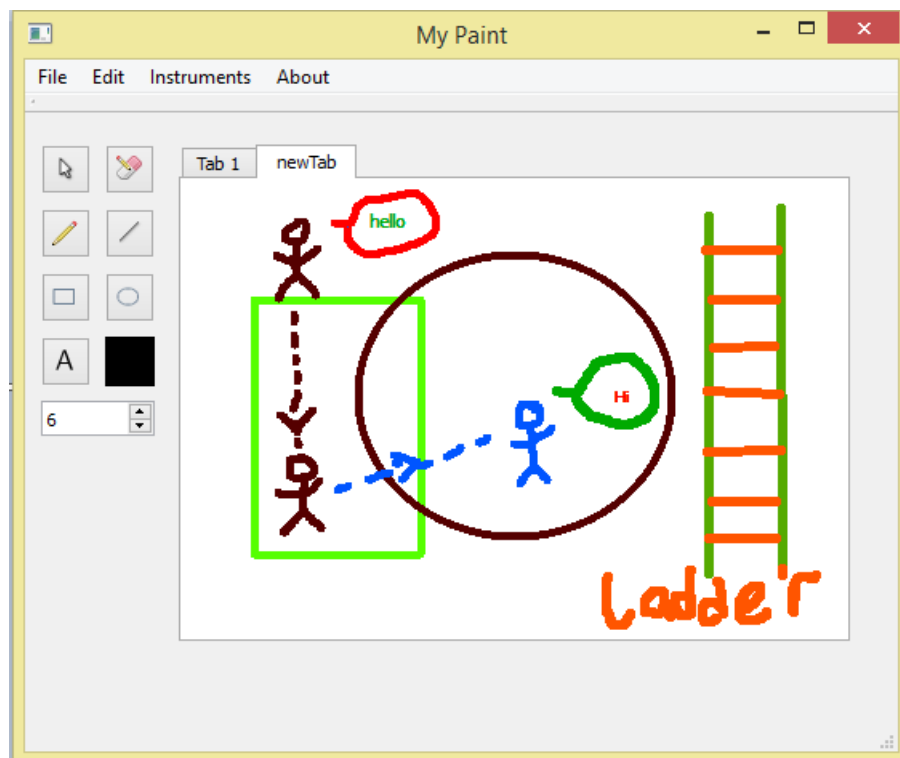 My Paint
File Edit Instruments About
Tab 1 newTab
hello
A
6
Hi
Ladder